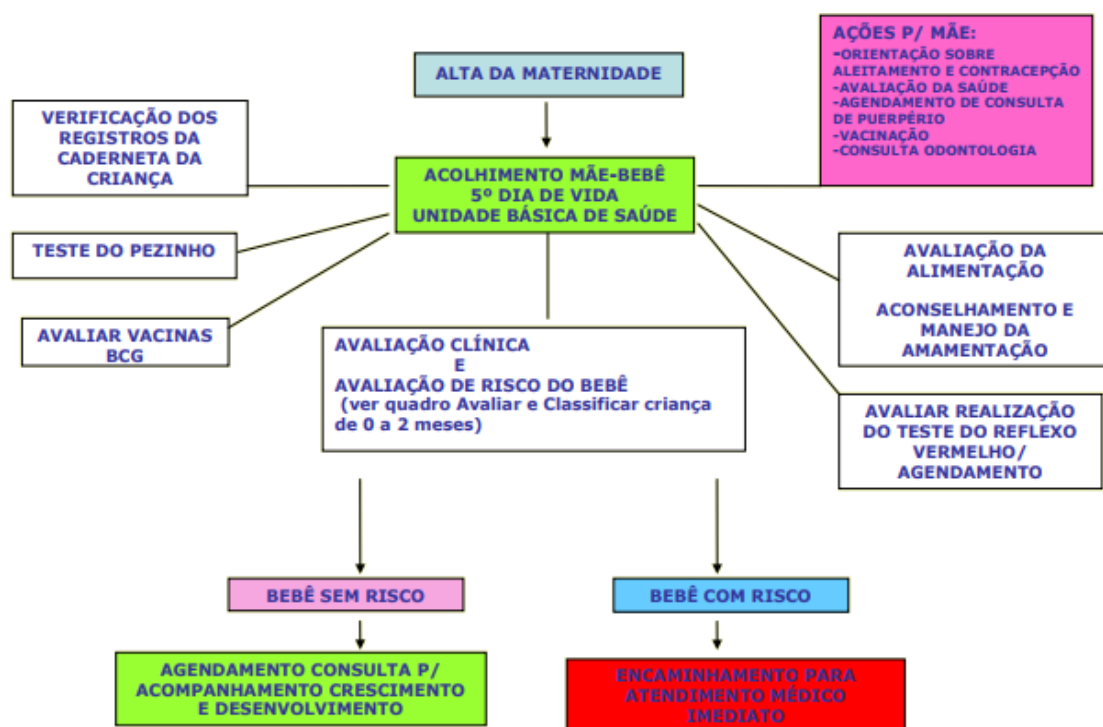 ALTA DA MATERNIDADE
AÇÕES P/ MÃE:
-ORIENTAÇÃO SOBRE
ALEITAMENTO E CONTRACEPÇÃO
-AVALIAÇÃO DA SAÚDE
-AGENDAMENTO DE CONSULTA
DE PUERPÉRIO
-VACINAÇÃO
-CONSULTA ODONTOLOGIA
VERIFICAÇÃO DOS
REGISTROS DA
CADERNETA DA
CRIANÇA
ACOLHIMENTO MÃE-BEBÊ
5º DIA DE VIDA
UNIDADE BÁSICA DE SAÚDE
TESTE DO PEZINHO
AVALIAÇÃO DA
ALIMENTAÇÃO
ACONSELHAMENTO E
MANEJO DA
AMAMENTAÇÃO
AVALIAR VACINAS
BCG
AVALIAÇÃO CLÍNICA
E
AVALIAÇÃO DE RISCO DO BEBÊ
(ver quadro Avaliar e Classificar criança
de 0 a 2 meses)
AVALIAR REALIZAÇÃO
DO TESTE DO REFLEXO
VERMELHO/
AGENDAMENTO
BEBÊ SEM RISCO
BEBÊ COM RISCO
AGENDAMENTO CONSULTA P/
ACOMPANHAMENTO CRESCIMENTO
E DESENVOLVIMENTO
ENCAMINHAMENTO PARA
ATENDIMENTO MÉDICO
IMEDIATO